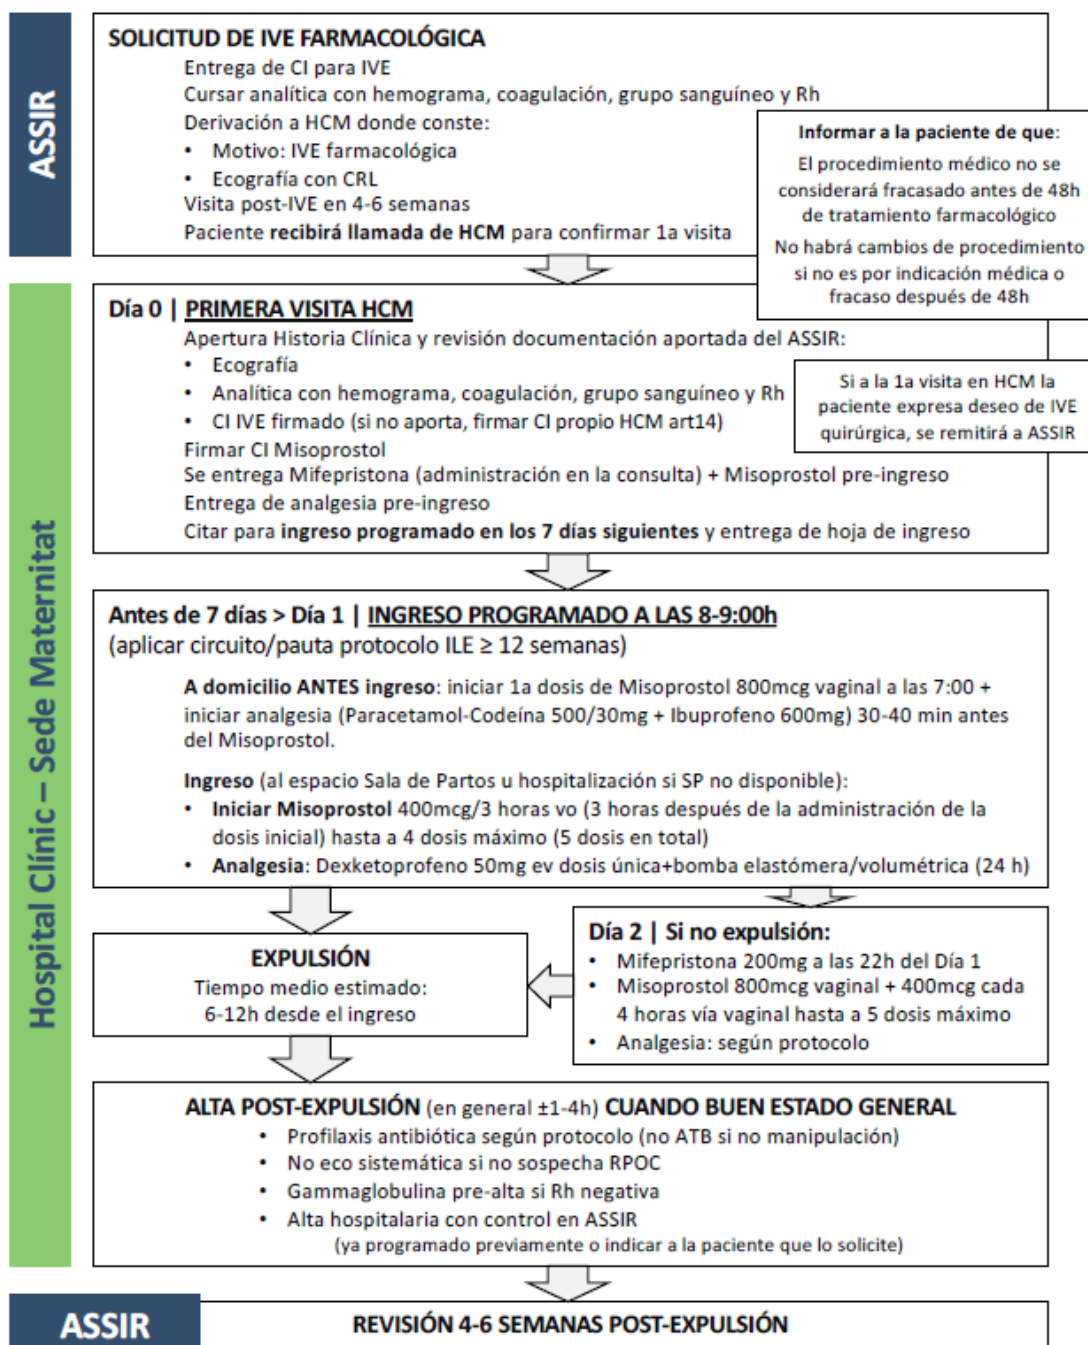 ASSIR
SOLICITUD DE IVE FARMACOLÓGICA
Entrega de CI para IVE
Cursar analítica con hemograma, coagulación, grupo sanguíneo y Rh
Derivación a HCM donde conste:
• Motivo: IVE farmacológica
• Ecografía con CRL
Visita post-IVE en 4-6 semanas
Paciente recibirá llamada de HCM para confirmar 1a visita
Informar a la paciente de que:
El procedimiento médico no se
considerará fracasado antes de 48h
de tratamiento farmacológico
No habrá cambios de procedimiento
si no es por indicación médica o
fracaso después de 48h
Hospital Clínic – Sede Maternitat
Día 0 | PRIMERA VISITA HCM
Apertura Historia Clínica y revisión documentación aportada del ASSIR:
• Ecografía
• Analítica con hemograma, coagulación, grupo sanguíneo y Rh
• CI IVE firmado (si no aporta, firmar CI propio HCM art14)
Firmar CI Misoprostol
Se entrega Mifepristona (administración en la consulta) + Misoprostol pre-ingreso
Entrega de analgesia pre-ingreso
Citar para ingreso programado en los 7 días siguientes y entrega de hoja de ingreso
Si a la 1a visita en HCM la
paciente expresa deseo de IVE
quirúrgica, se remitirá a ASSIR
Antes de 7 días > Día 1 | INGRESO PROGRAMADO A LAS 8-9:00h
(aplicar circuito/pauta protocolo ILE ≥ 12 semanas)
A domicilio ANTES ingreso: iniciar 1a dosis de Misoprostol 800mcg vaginal a las 7:00 +
iniciar analgesia (Paracetamol-Codeína 500/30mg + Ibuprofeno 600mg) 30-40 min antes
del Misoprostol.
Ingreso (al espacio Sala de Partos u hospitalización si SP no disponible):
• Iniciar Misoprostol 400mcg/3 horas vo (3 horas después de la administración de la
dosis inicial) hasta a 4 dosis máximo (5 dosis en total)
• Analgesia: Dexketoprofeno 50mg ev dosis única+bomba elastómera/volumétrica (24 h)
EXPULSIÓN
Tiempo medio estimado:
6-12h desde el ingreso
Día 2 | Si no expulsión:
• Mifepristona 200mg a las 22h del Día 1
• Misoprostol 800mcg vaginal + 400mcg cada
4 horas vía vaginal hasta a 5 dosis máximo
• Analgesia: según protocolo
ALTA POST-EXPULSIÓN (en general ±1-4h) CUANDO BUEN ESTADO GENERAL
• Profilaxis antibiótica según protocolo (no ATB si no manipulación)
• No eco sistemática si no sospecha RPOC
• Gammaglobulina pre-alta si Rh negativa
• Alta hospitalaria con control en ASSIR
(ya programado previamente o indicar a la paciente que lo solicite)
ASSIR
REVISIÓN 4-6 SEMANAS POST-EXPULSIÓN